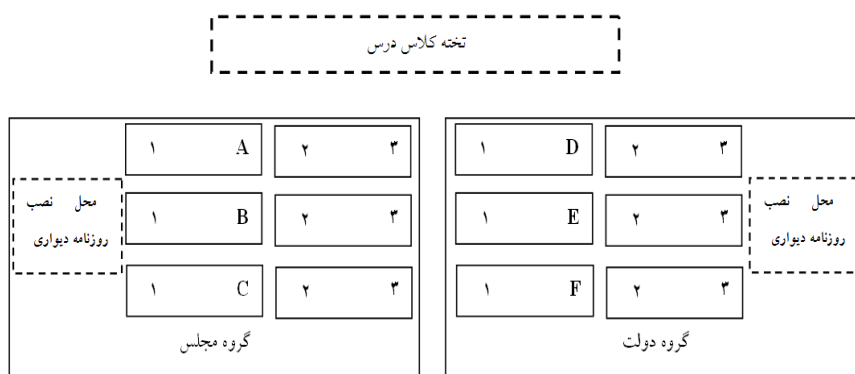 تخته کلاس درس
۳ ۲ D ۱
۳ ۲ A ۱
محل نصب
روزنامه دیواری
۳ ۲ E ۱
۳ ۲ B ۱
محل نصب
روزنامه دیواری
۳ ۲ F ۱
۳ ۲ C ۱
گروه دولت
گروه مجلس